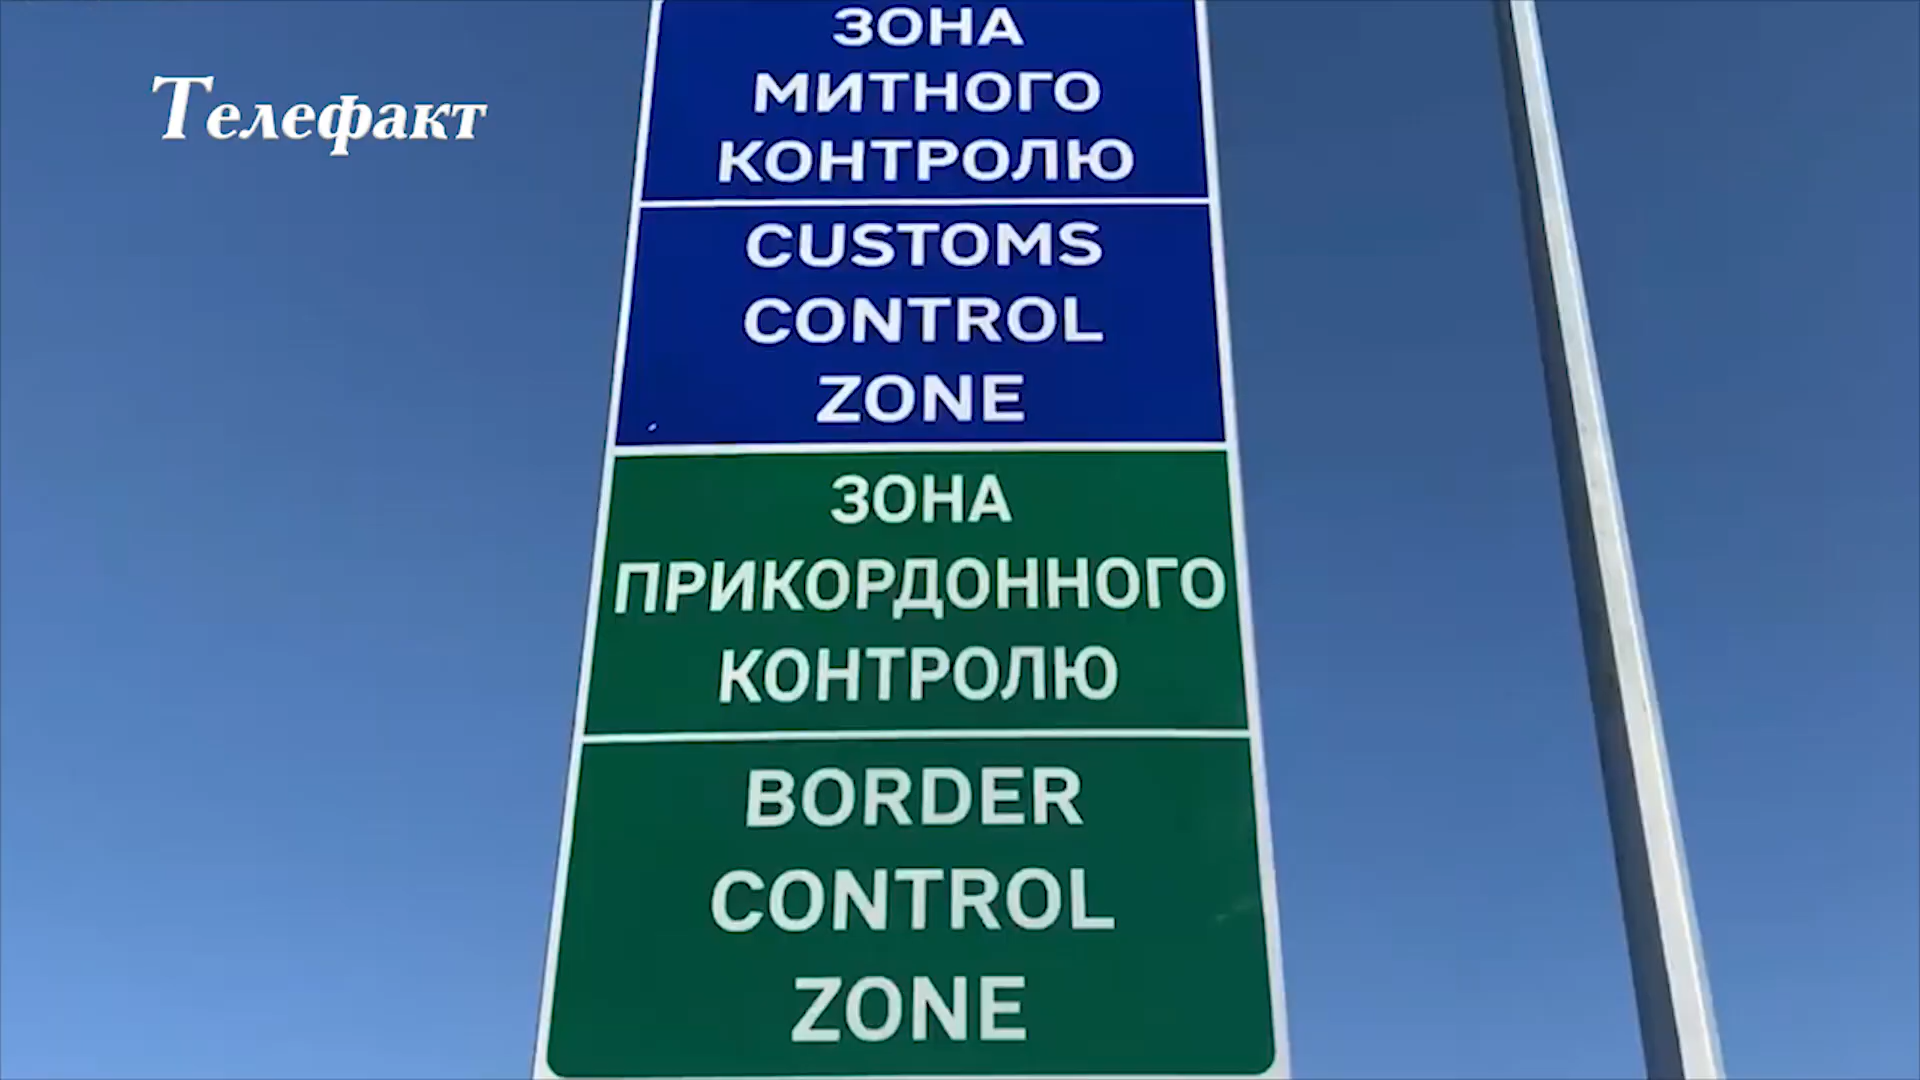 Телефакт
ЗОНА
МИТНОГО
КОНТРОЛЮ
CUSTOMS
CONTROL
ZONE
ЗОНА
ПРИКОРДОННОГО
КОНТРОЛЮ
BORDER
CONTROL
ZONE